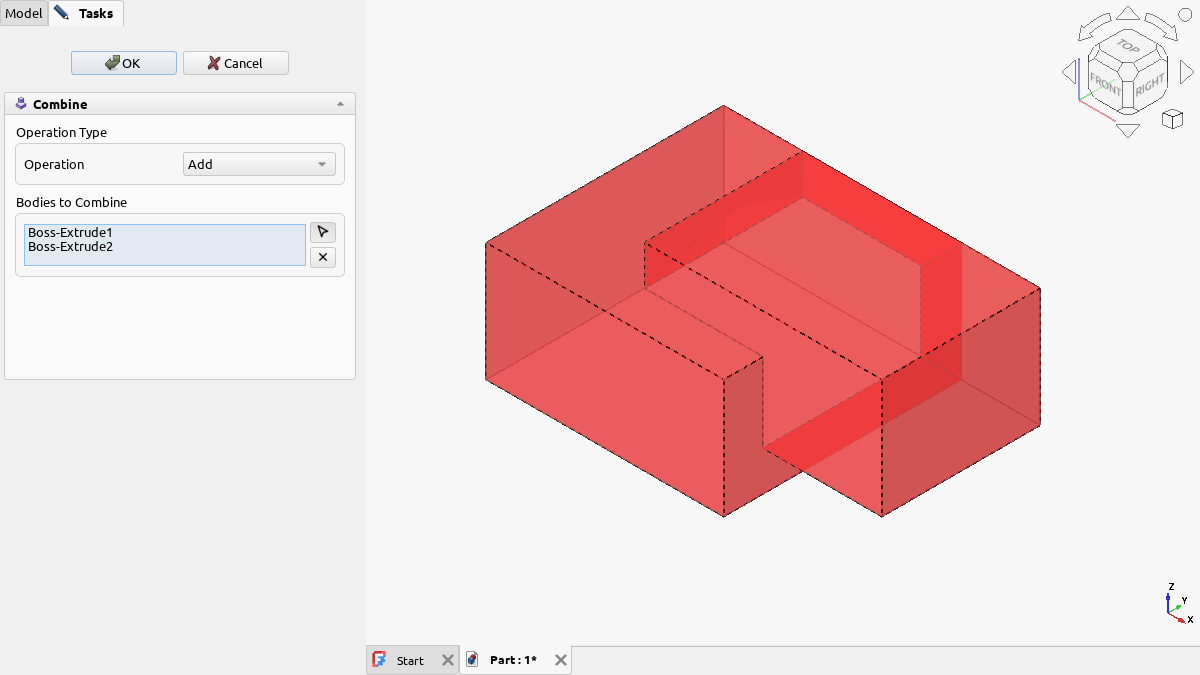 Model
Tasks
OK
Cancel
Combine
Operation Type
Operation
Add
Bodies to Combine
Boss-Extrude1
Boss-Extrude2
TOP
FRONT
RIGHT
Z
Y
X
Start
Part : 1*